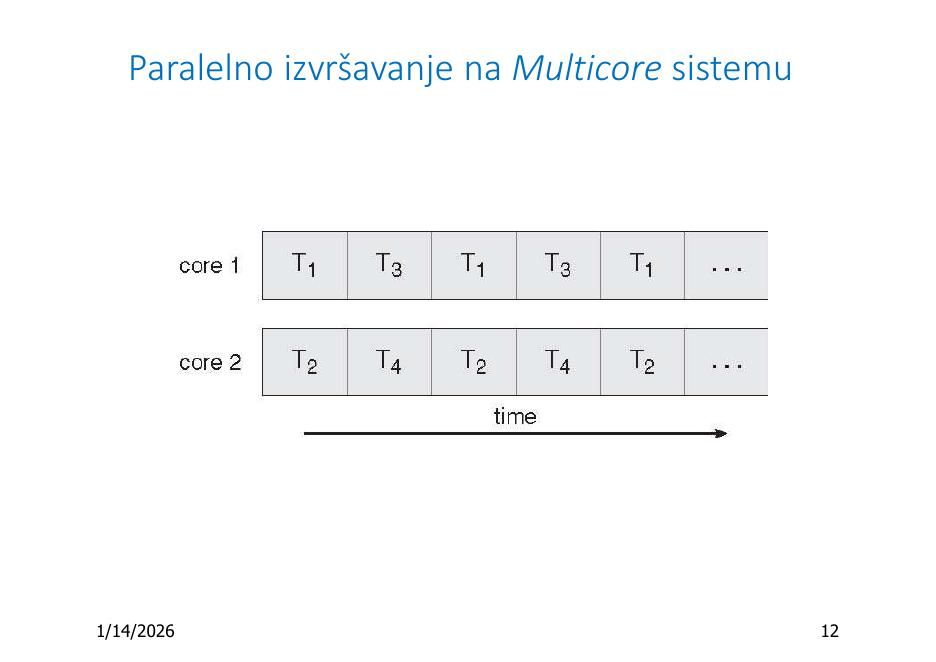 Paralelno izvršavanje na Multicore sistemu
core 1 T₁ T₃ T₁ T₃ T₁ ...
core 2 T₂ T₄ T₂ T₄ T₂ ...
time
1/14/2026 12